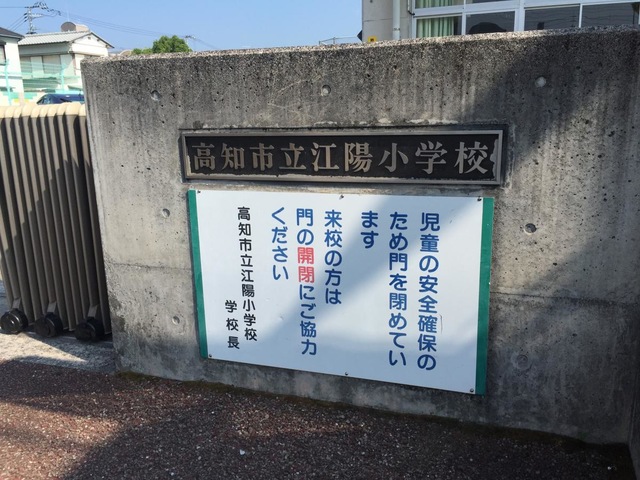 高知市立江陽小学校
児童の安全確保の
ため門を閉めてい
ます
来校の方は
門の開閉にご協力
ください
高知市立江陽小学校
学校長